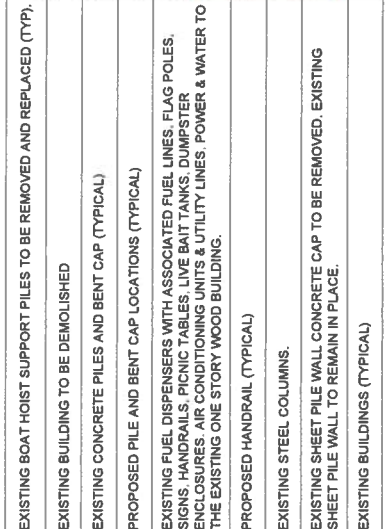 EXISTING BOAT HOIST SUPPORT PILES TO BE REMOVED AND REPLACED (TYP).
EXISTING BUILDING TO BE DEMOLISHED
EXISTING CONCRETE PILES AND BENT CAP (TYPICAL)
PROPOSED PILE AND BENT CAP LOCATIONS (TYPICAL)
EXISTING FUEL DISPENSERS WITH ASSOCIATED FUEL LINES, FLAG POLES,
SIGNS, HANDRAILS, PICNIC TABLES, LIVE BAIT TANKS, DUMPSTER
ENCLOSURES, AIR CONDITIONING UNITS & UTILITY LINES. POWER & WATER TO
THE EXISTING ONE STORY WOOD BUILDING.
PROPOSED HANDRAIL (TYPICAL)
EXISTING STEEL COLUMNS.
EXISTING SHEET PILE WALL CONCRETE CAP TO BE REMOVED. EXISTING
SHEET PILE WALL TO REMAIN IN PLACE.
EXISTING BUILDINGS (TYPICAL)